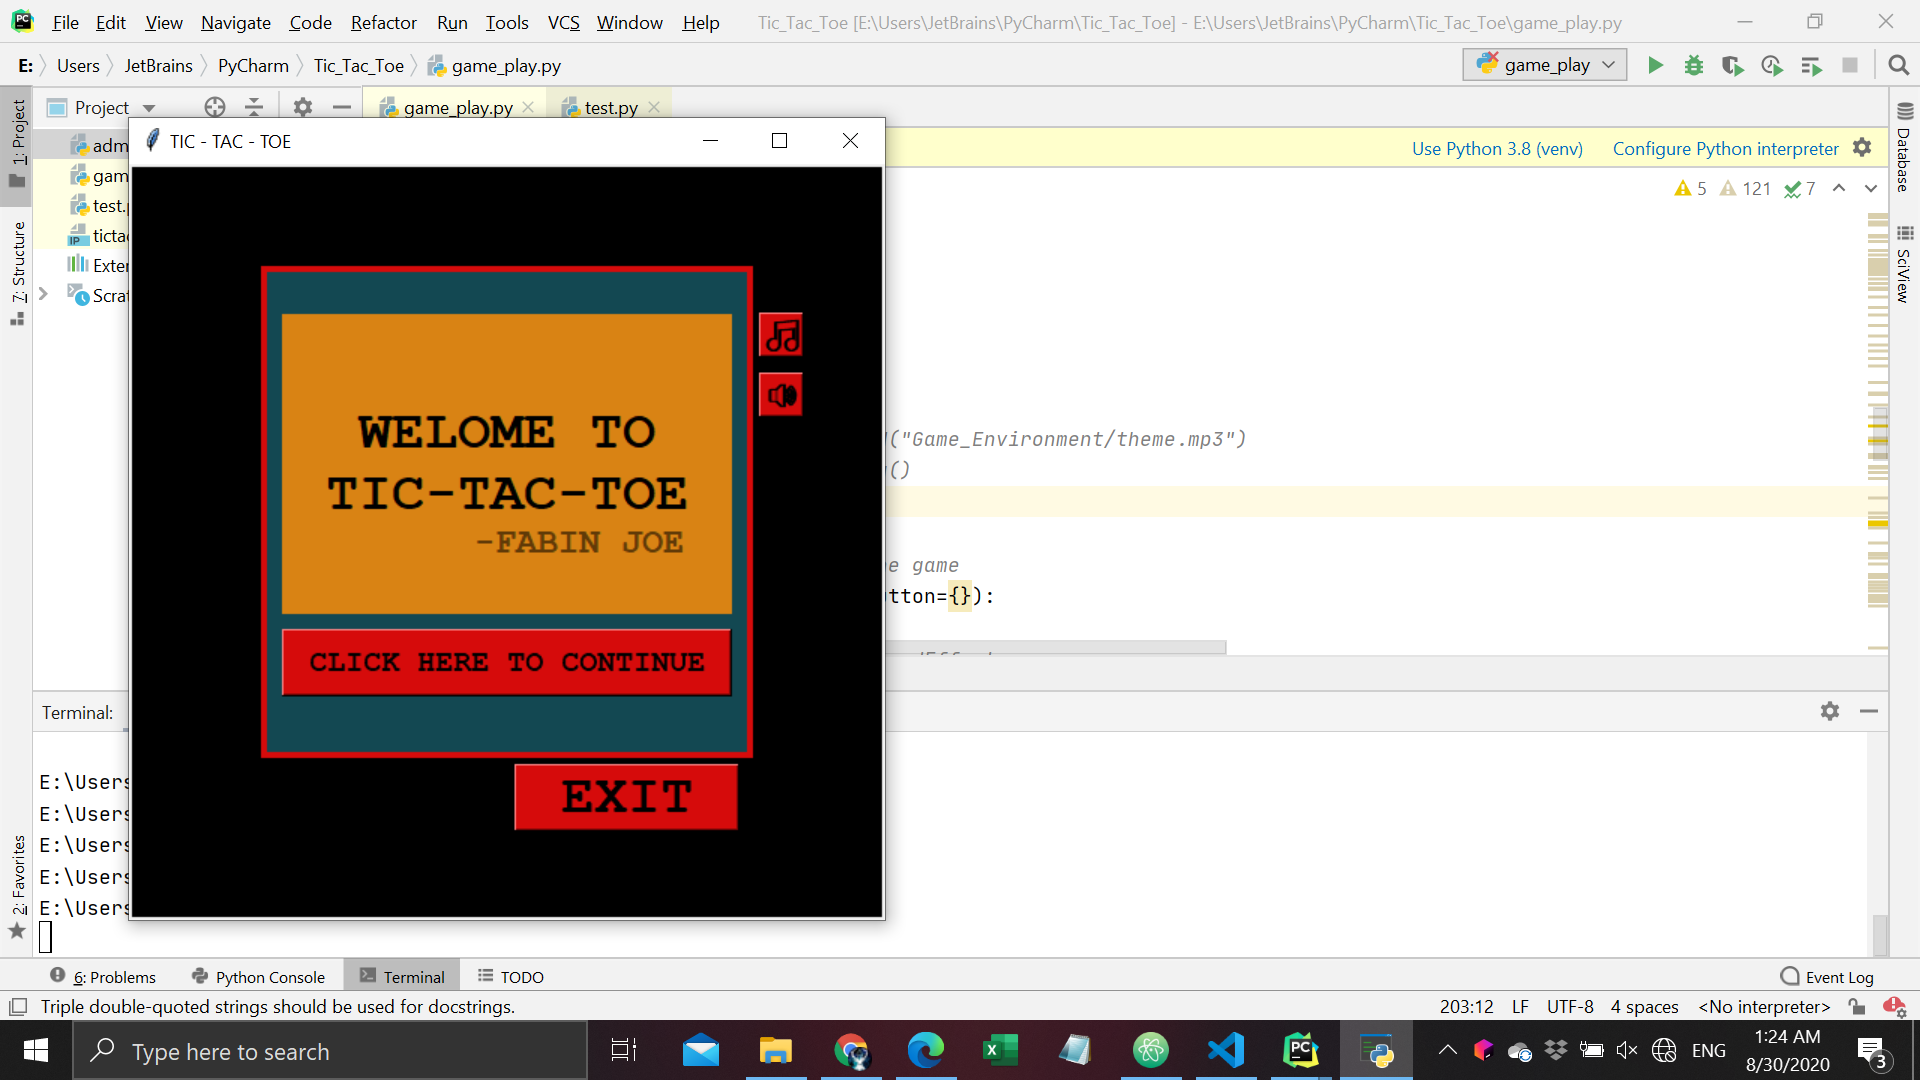 File Edit View Navigate Code Refactor Run Tools VCS Window Help Tic_Tac_Toe [E:\Users\JetBrains\PyCharm\Tic_Tac_Toe] - E:\Users\JetBrains\PyCharm\Tic_Tac_Toe\game_play.py
E: Users JetBrains PyCharm Tic_Tac_Toe game_play.py game_play
1: Project
Project game_play.py test.py
adm
gam
test.
ticta
Exter
Scrat
7: Structure
2: Favorites
TIC - TAC - TOE
WELOME TO
TIC-TAC-TOE
-FABIN JOE
CLICK HERE TO CONTINUE
EXIT
Use Python 3.8 (venv) Configure Python interpreter
5 121 7
("Game_Environment/theme.mp3")
()
e game
tton={}):
Database
SciView
Terminal:
E:\Users
E:\Users
E:\Users
E:\Users
E:\Users
6: Problems Python Console Terminal TODO Event Log
Triple double-quoted strings should be used for docstrings. 203:12 LF UTF-8 4 spaces <No interpreter>
Type here to search ENG 1:24 AM
8/30/2020 3